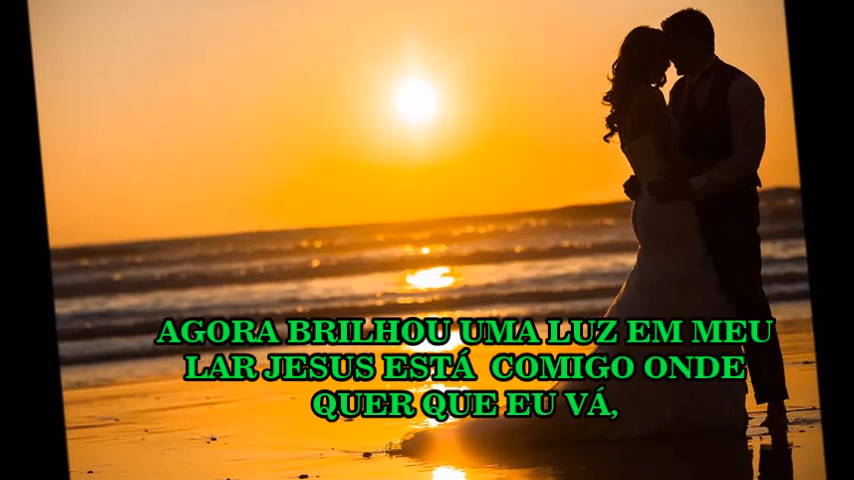 AGORA BRILHOU UMA LUZ EM MEU
LAR JESUS ESTÁ  COMIGO ONDE
QUER QUE EU VÁ,